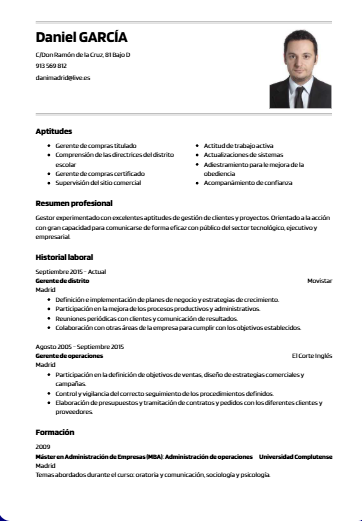 Daniel GARCÍA
C/Don Ramón de la Cruz, 81 Bajo D
913 569 812
danimadrid@live.es
Aptitudes
• Gerente de compras titulado
• Comprensión de las directrices del distrito
escolar
• Gerente de compras certificado
• Supervisión del sitio comercial
• Actitud de trabajo activa
• Actualizaciones de sistemas
• Adiestramiento para le mejora de la
obediencia
• Acompañamiento de confianza
Resumen profesional
Gestor experimentado con excelentes aptitudes de gestión de clientes y proyectos. Orientado a la acción
con gran capacidad para comunicarse de forma eficaz con público del sector tecnológico, ejecutivo y
empresarial.
Historial laboral
Septiembre 2015 - Actual
Gerente de distrito Movistar
Madrid
• Definición e implementación de planes de negocio y estrategias de crecimiento.
• Participación en la mejora de los procesos productivos y administrativos.
• Reuniones periódicas con clientes y comunicación de resultados.
• Colaboración con otras áreas de la empresa para cumplir con los objetivos establecidos.
Agosto 2005 - Septiembre 2015
Gerente de operaciones El Corte Inglés
Madrid
• Participación en la definición de objetivos de ventas, diseño de estrategias comerciales y
campañas.
• Control y vigilancia del correcto seguimiento de los procedimientos definidos.
• Elaboración de presupuestos y tramitación de contratos y pedidos con los diferentes clientes y
proveedores.
Formación
2009
Máster en Administración de Empresas (MBA): Administración de operaciones Universidad Complutense
Madrid
Temas abordados durante el curso: oratoria y comunicación, sociología y psicología.